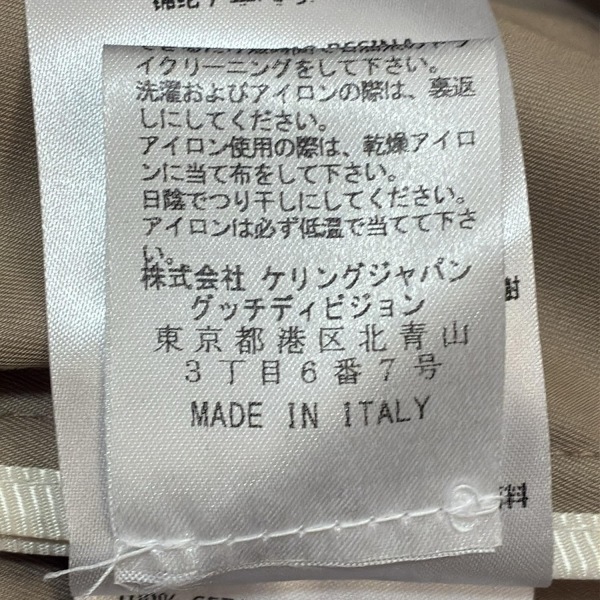 イクリーニングをして下さい。
洗濯およびアイロンの際は、裏返
しにしてください。
アイロン使用の際は、乾燥アイロ
ンに当て布をして下さい。
日陰でつり干しにしてください。
アイロンは必ず低温で当てて下さ
い。
株式会社 ケリングジャパン
グッチディビジョン
東京都港区北青山
3丁目6番7号
MADE IN ITALY
料